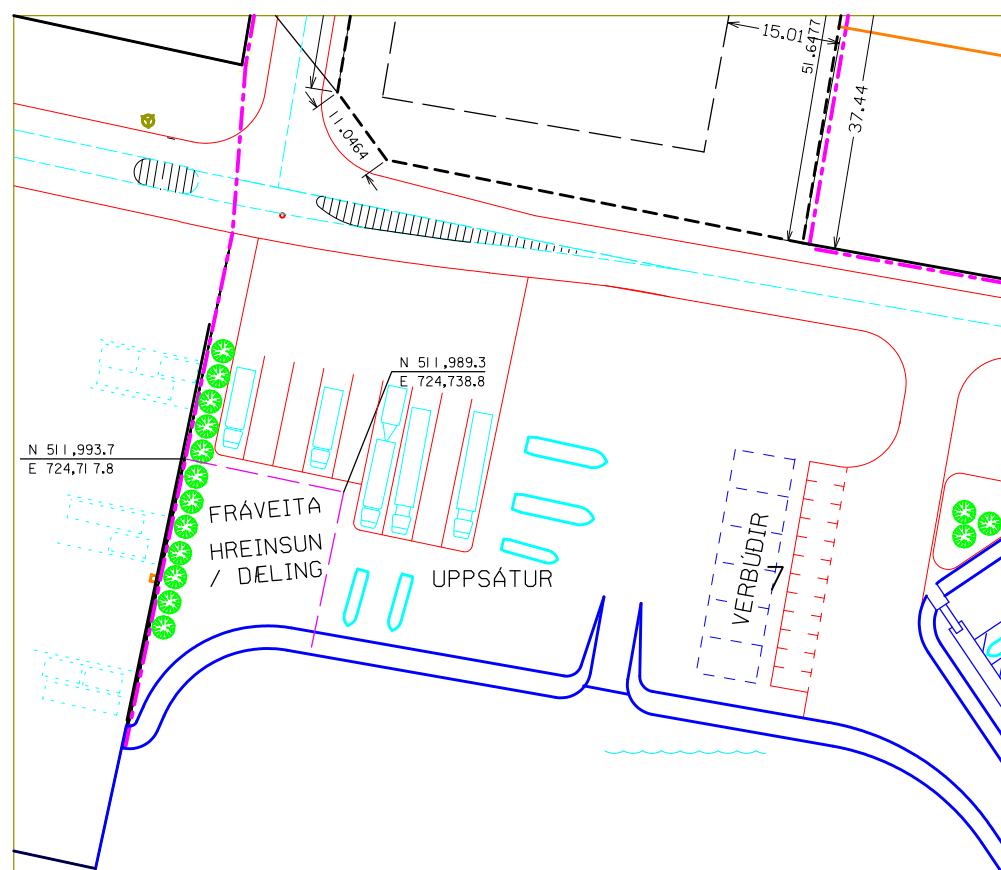 15.01
51.6477
37.44
11.0464
N 511,989.3
E 724,738.8
N 511,993.7
E 724,717.8
FRÁVEITA
HREINSUN
/ DÆLING
UPPSÁTUR
VERBÚÐIR
7